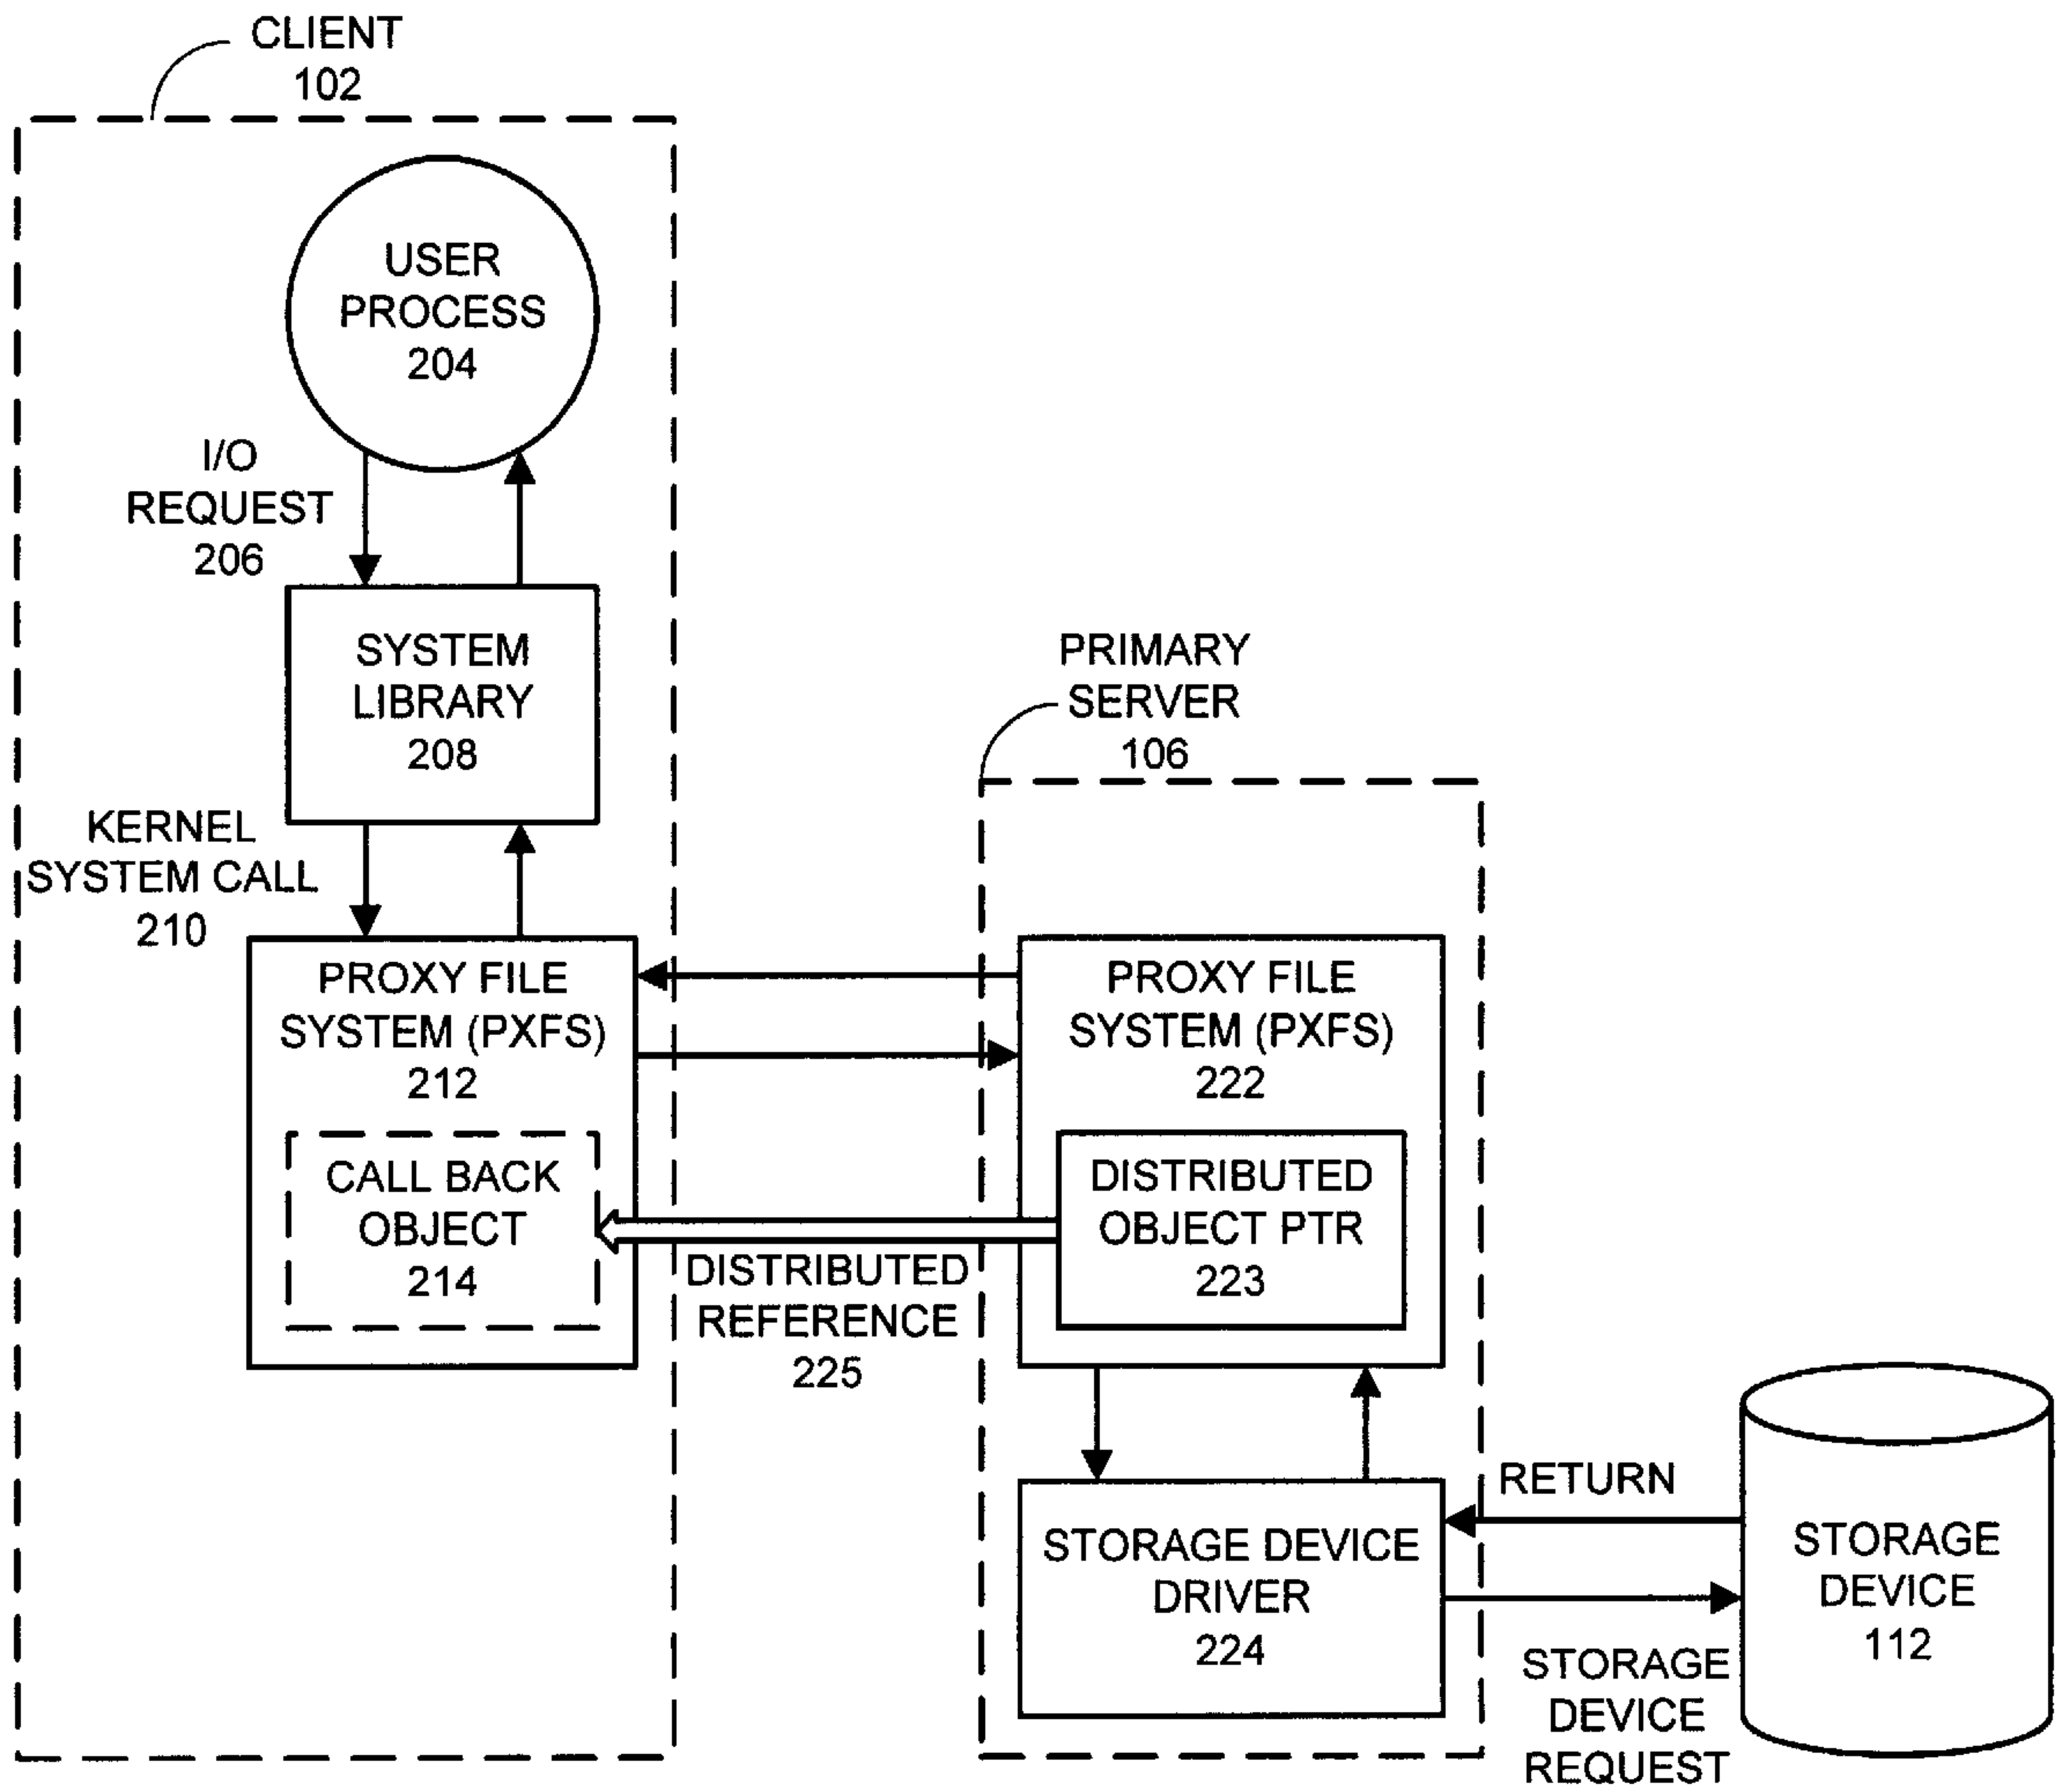 CLIENT
102
USER
PROCESS
204
I/O
REQUEST
206
SYSTEM
LIBRARY
208
KERNEL
SYSTEM CALL
210
PROXY FILE
SYSTEM (PXFS)
212
CALL BACK
OBJECT
214
DISTRIBUTED
REFERENCE
225
PRIMARY
SERVER
106
PROXY FILE
SYSTEM (PXFS)
222
DISTRIBUTED
OBJECT PTR
223
STORAGE DEVICE
DRIVER
224
RETURN
STORAGE
DEVICE
REQUEST
STORAGE
DEVICE
112